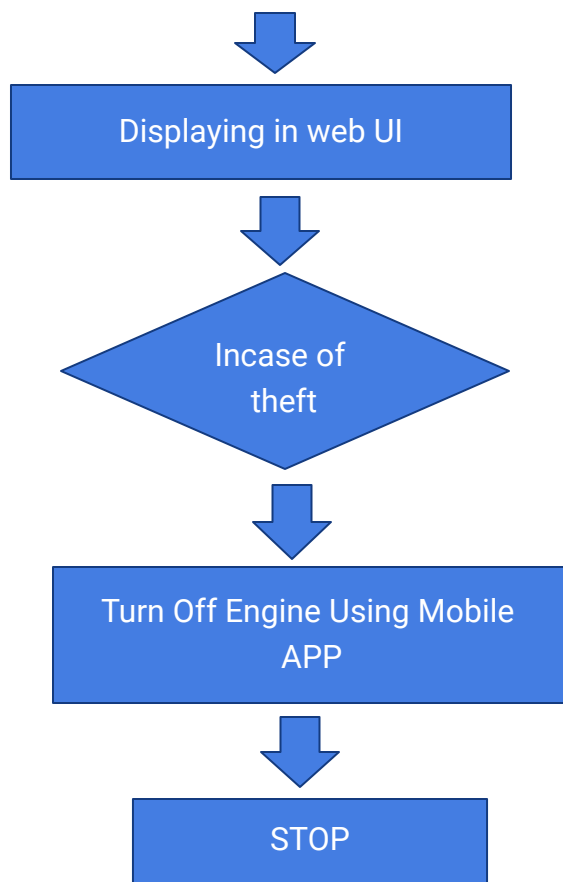 Displaying in web UI
Incase of
theft
Turn Off Engine Using Mobile
APP
STOP